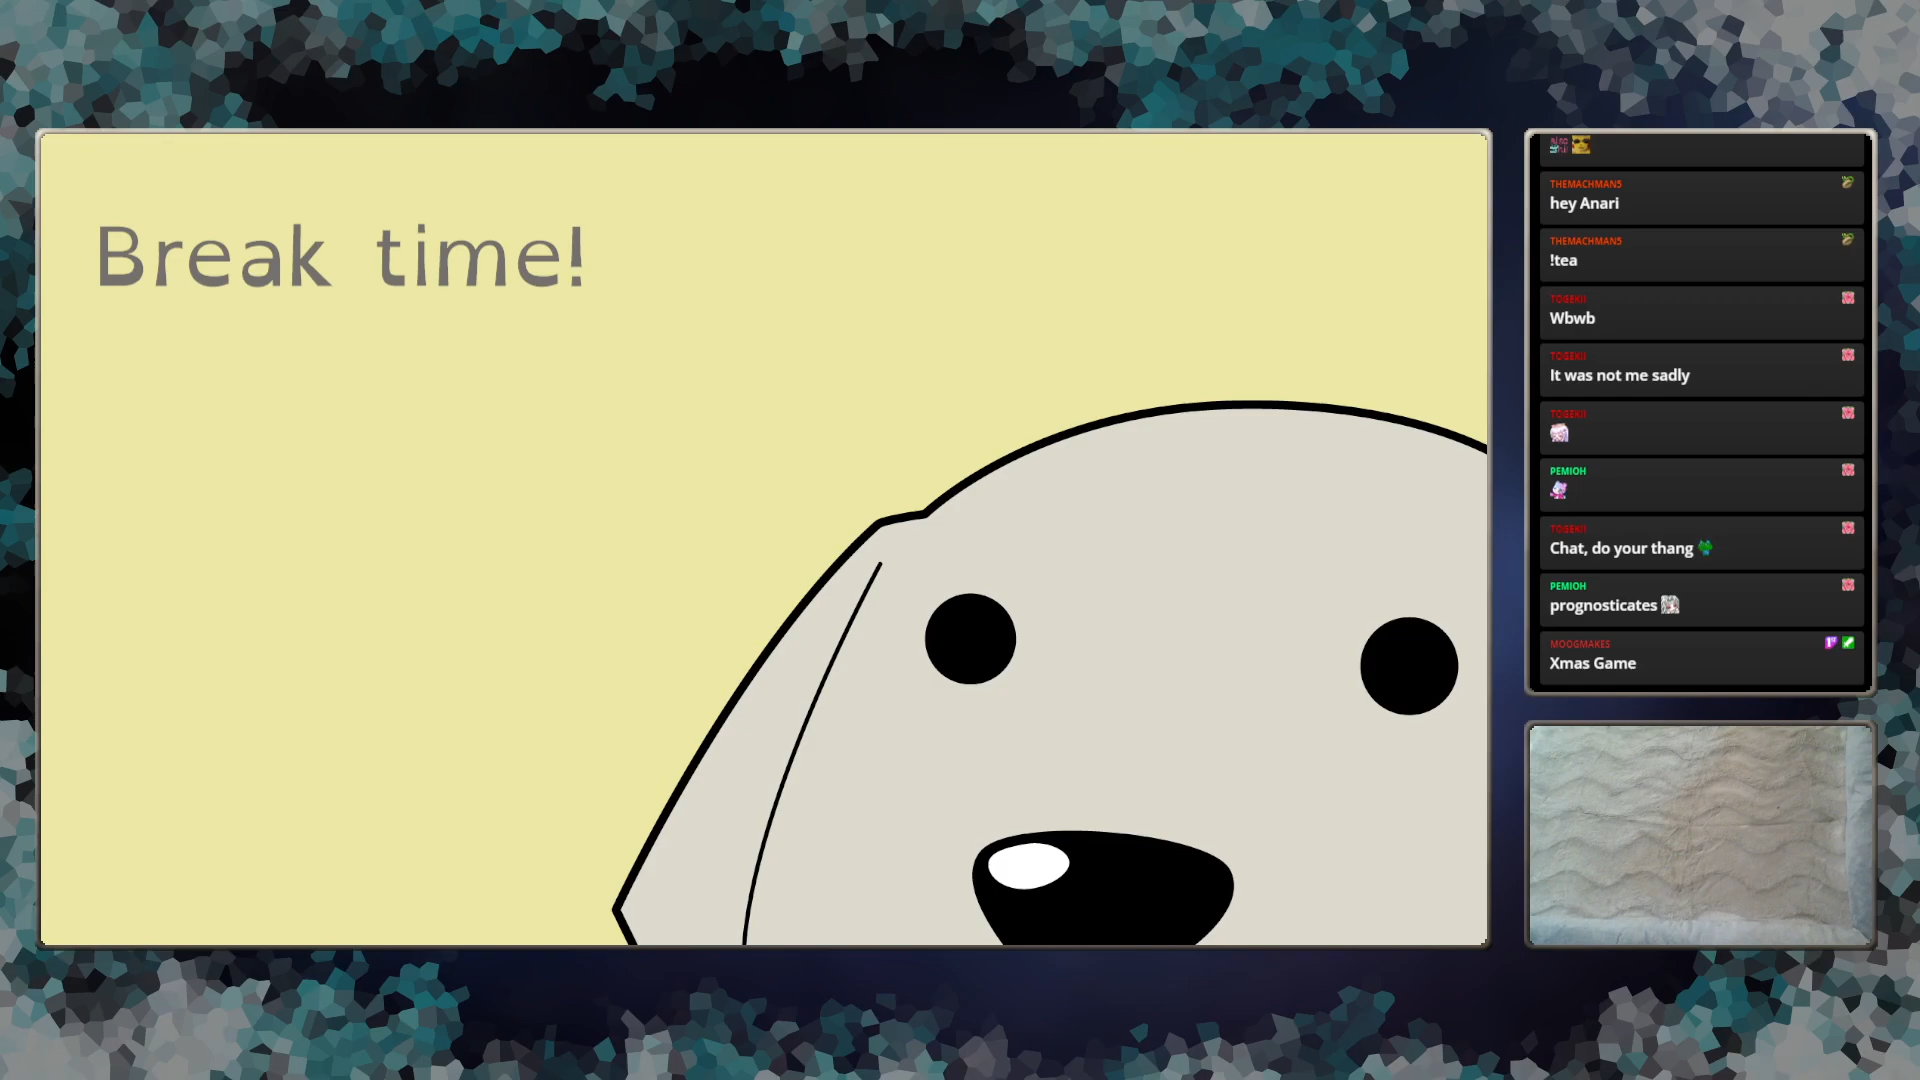 Break time!
THEMACHMAN5
hey Anari
THEMACHMAN5
!tea
TOGEKII
Wbwb
TOGEKII
It was not me sadly
TOGEKII
PEMIOH
TOGEKII
Chat, do your thang
PEMIOH
prognosticates
MOOGMAKES
Xmas Game